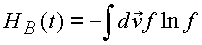 H_B(t) = −∫ dv⃗ f ln f